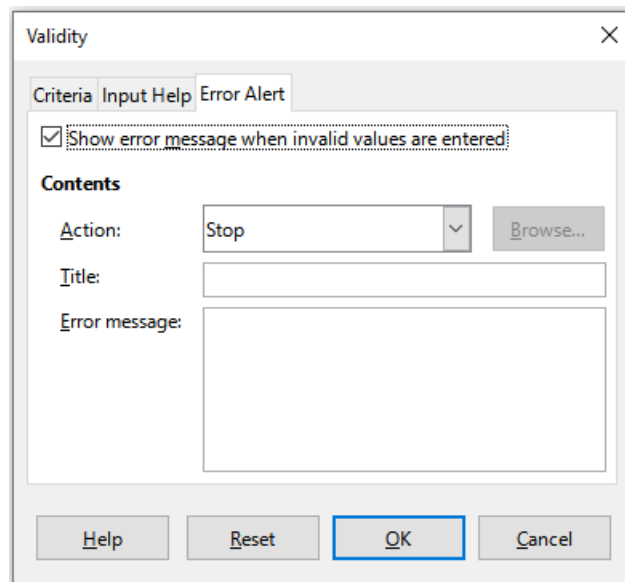 Validity
Criteria Input Help Error Alert
Show error message when invalid values are entered
Contents
Action: Stop Browse...
Title:
Error message:
Help Reset OK Cancel